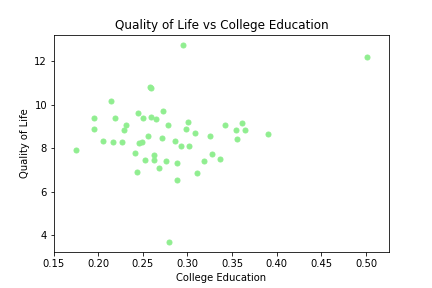 Quality of Life vs College Education
Quality of Life
12
10
8
6
4
0.15 0.20 0.25 0.30 0.35 0.40 0.45 0.50
College Education